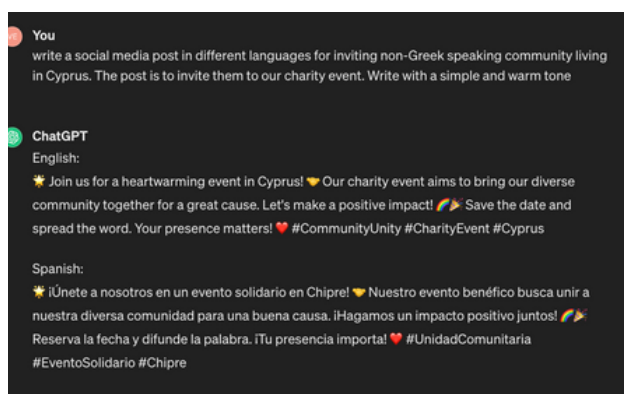 You
write a social media post in different languages for inviting non-Greek speaking community living
in Cyprus. The post is to invite them to our charity event. Write with a simple and warm tone
ChatGPT
English:
🌟 Join us for a heartwarming event in Cyprus! 🤝 Our charity event aims to bring our diverse
community together for a great cause. Let's make a positive impact! 🌈🎉 Save the date and
spread the word. Your presence matters! ❤️ #CommunityUnity #CharityEvent #Cyprus
Spanish:
🌟 ¡Únete a nosotros en un evento solidario en Chipre! 🤝 Nuestro evento benéfico busca unir a
nuestra diversa comunidad para una buena causa. ¡Hagamos un impacto positivo juntos! 🌈🎉
Reserva la fecha y difunde la palabra. ¡Tu presencia importa! ❤️ #UnidadComunitaria
#EventoSolidario #Chipre